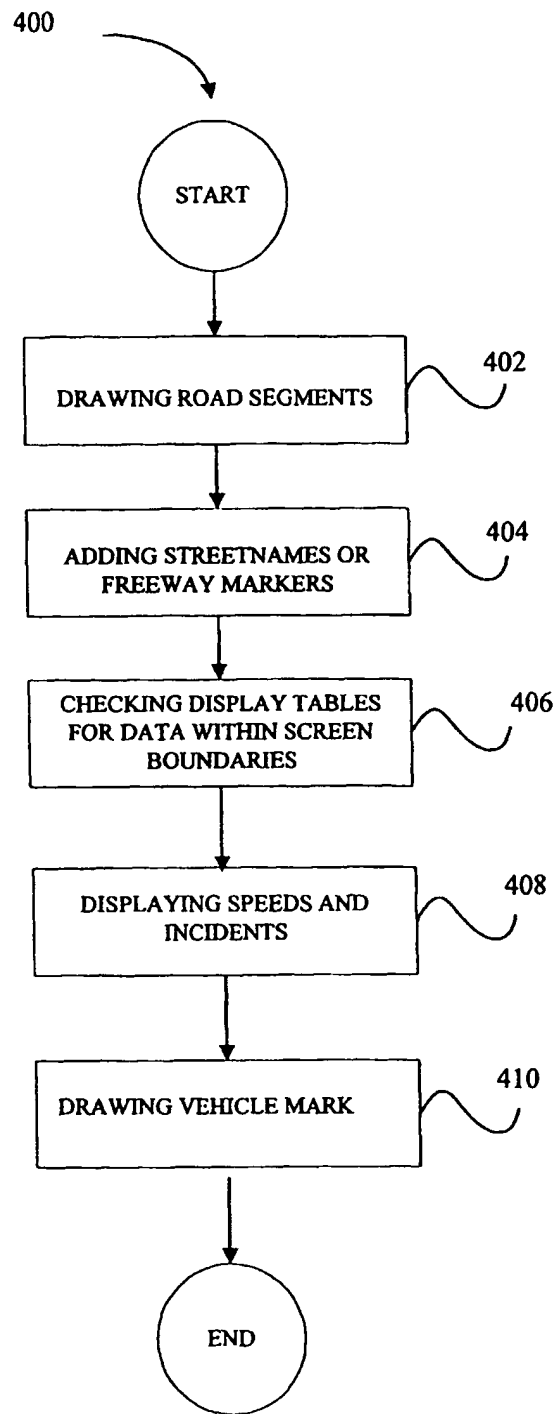 400
START
DRAWING ROAD SEGMENTS
402
ADDING STREETNAMES OR
FREEWAY MARKERS
404
CHECKING DISPLAY TABLES
FOR DATA WITHIN SCREEN
BOUNDARIES
406
DISPLAYING SPEEDS AND
INCIDENTS
408
DRAWING VEHICLE MARK
410
END